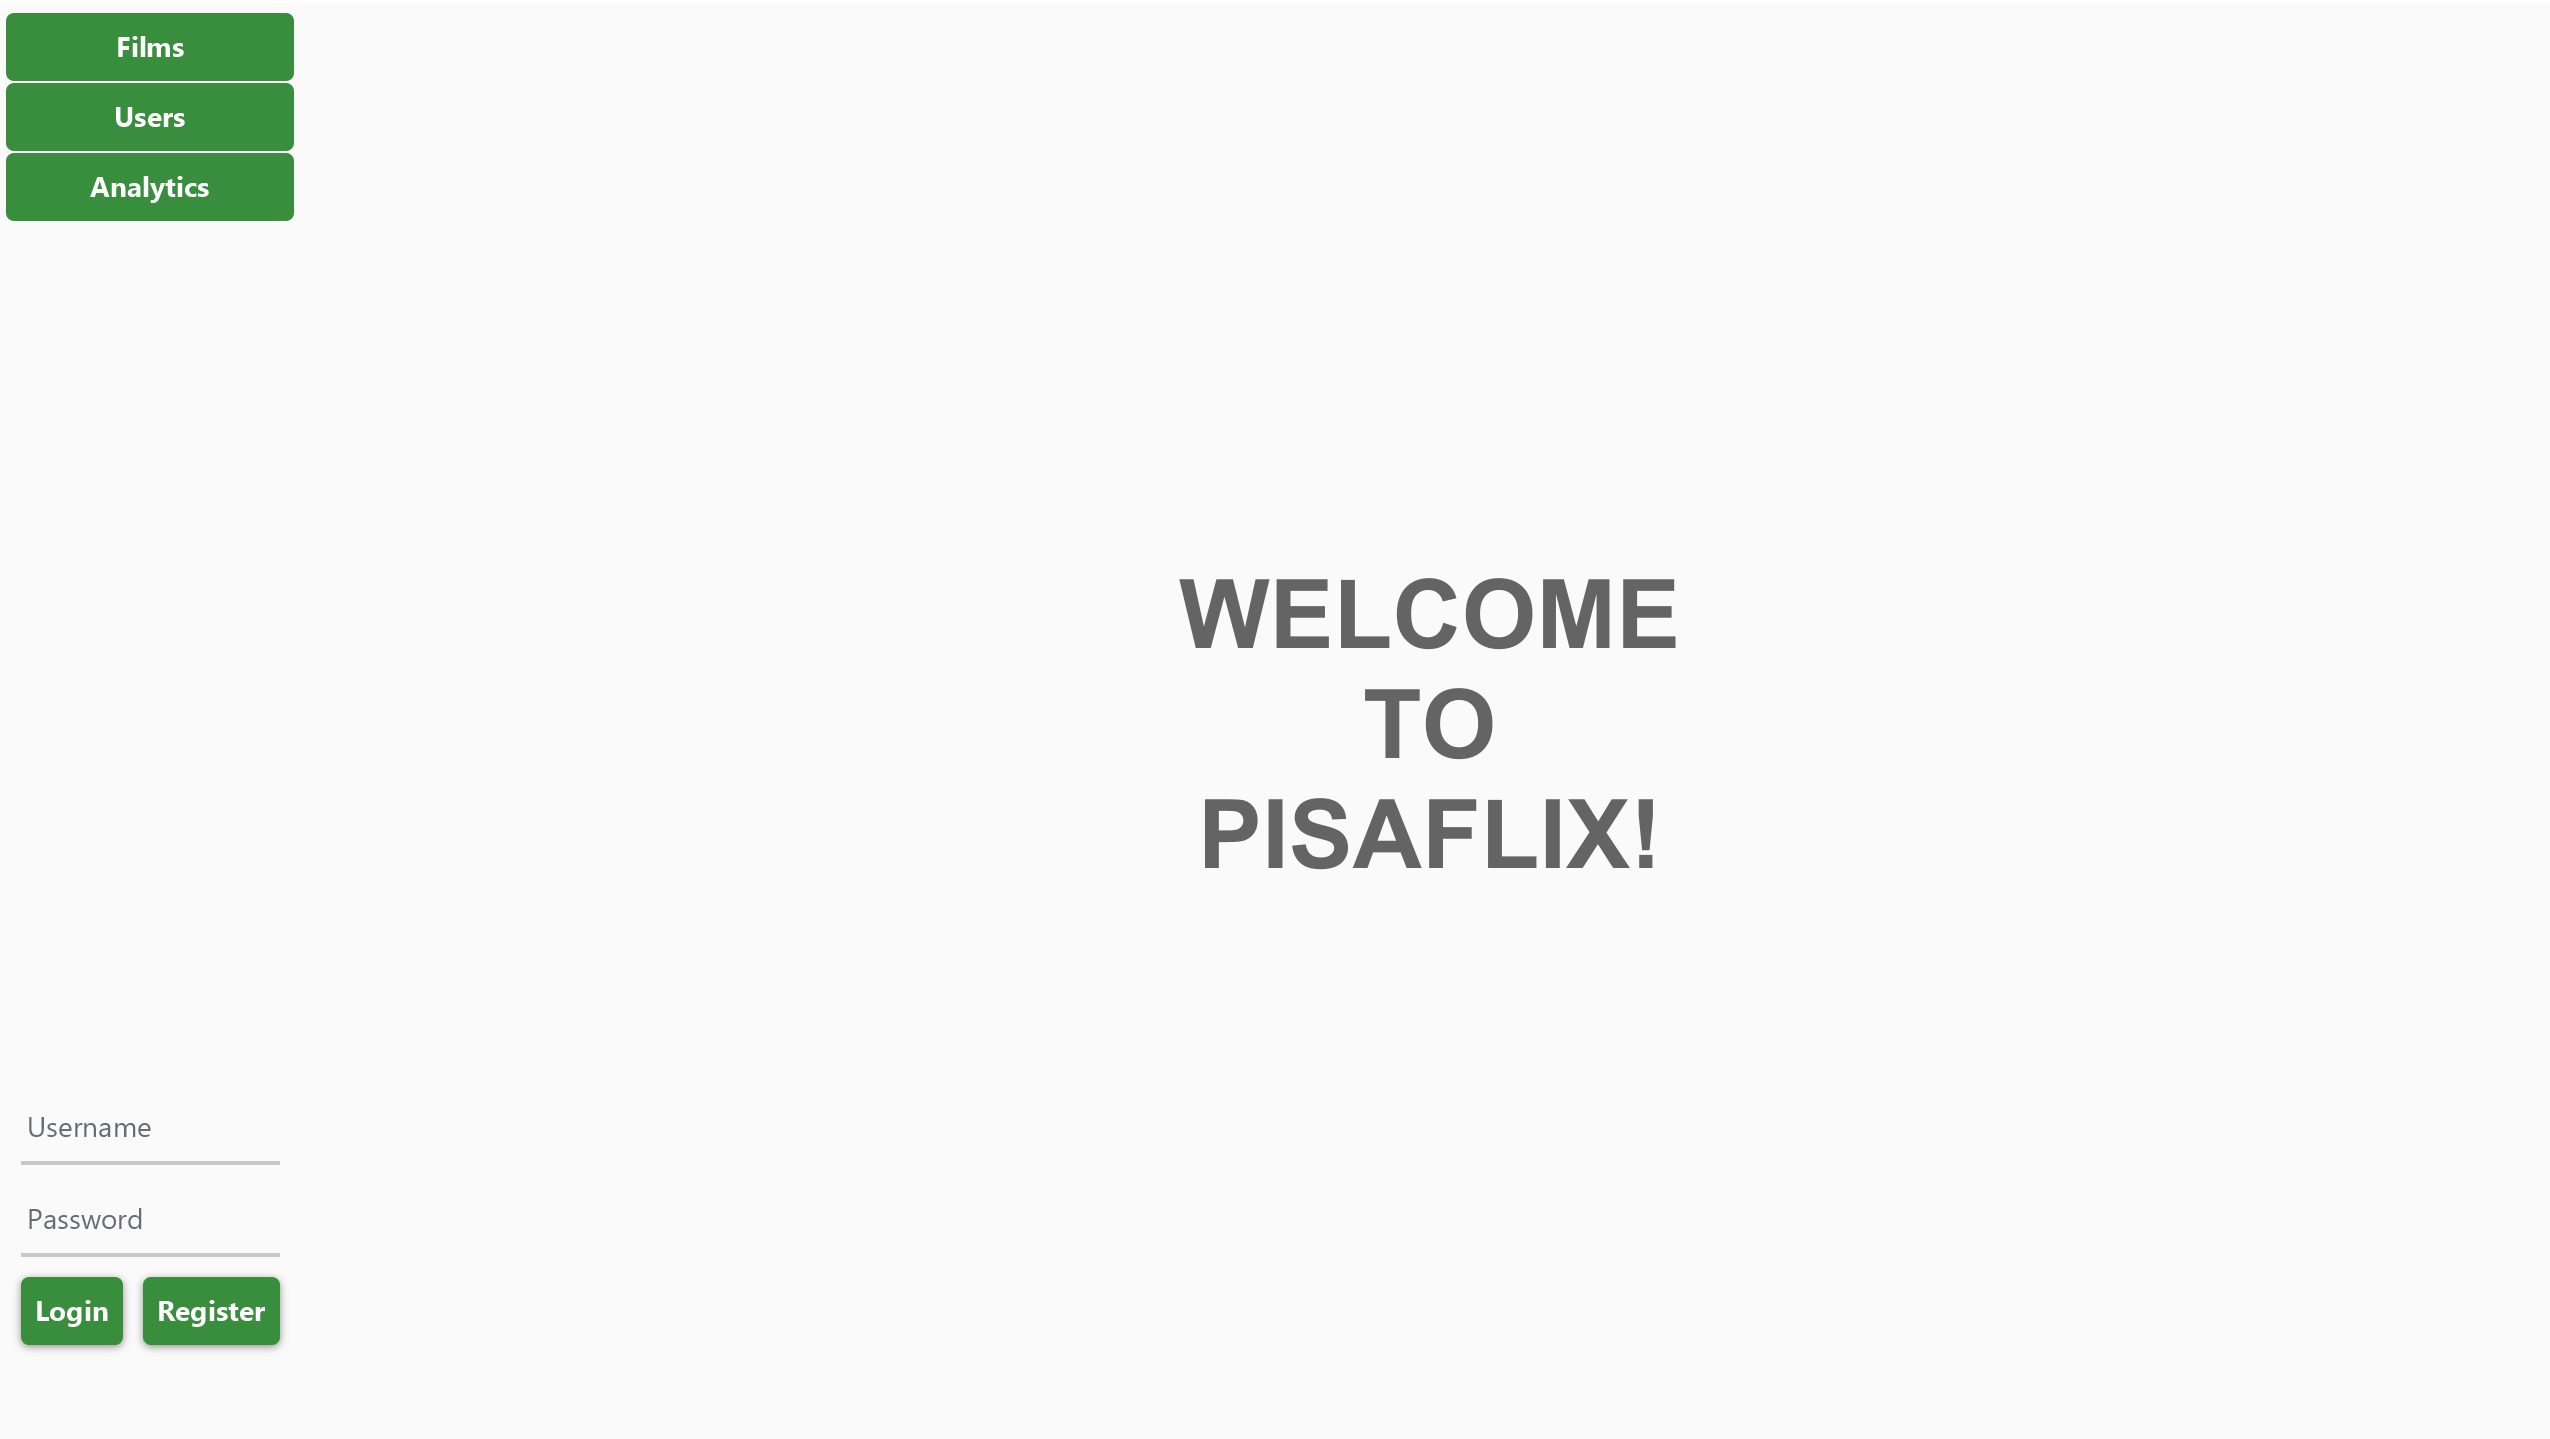 Films
Users
Analytics
WELCOME
TO
PISAFLIX!
Username
Password
Login
Register